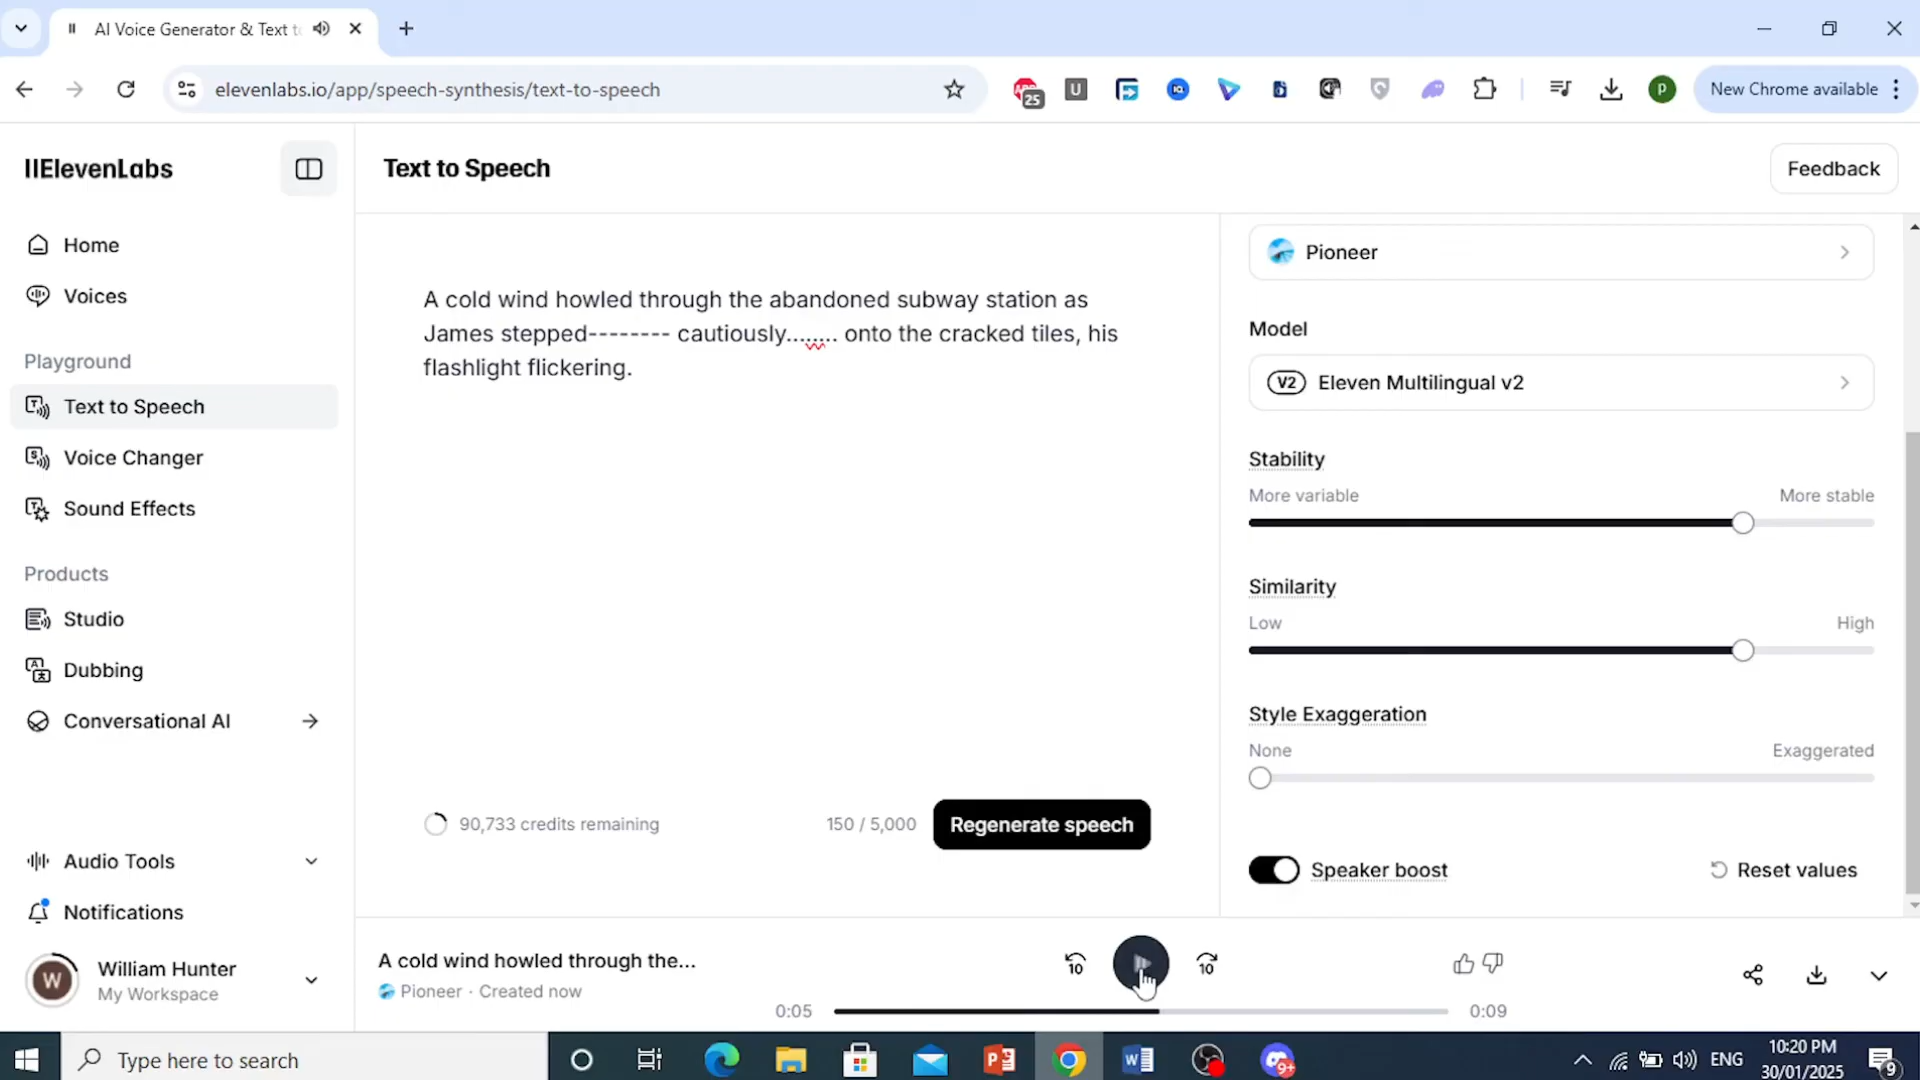 AI Voice Generator & Text to
elevenlabs.io/app/speech-synthesis/text-to-speech
25
U
New Chrome available
P
IIElevenLabs
Text to Speech
Feedback
Home
Voices
Playground
Text to Speech
Voice Changer
Sound Effects
Products
Studio
Dubbing
Conversational AI
Audio Tools
Notifications
W
William Hunter
My Workspace
A cold wind howled through the abandoned subway station as
James stepped-------- cautiously........ onto the cracked tiles, his
flashlight flickering.
90,733 credits remaining
150 / 5,000
Regenerate speech
Pioneer
Model
V2 Eleven Multilingual v2
Stability
More variable
More stable
Similarity
Low
High
Style Exaggeration
None
Exaggerated
Speaker boost
Reset values
A cold wind howled through the...
Pioneer · Created now
10
10
0:05
0:09
Type here to search
9+
ENG
10:20 PM
30/01/2025
9